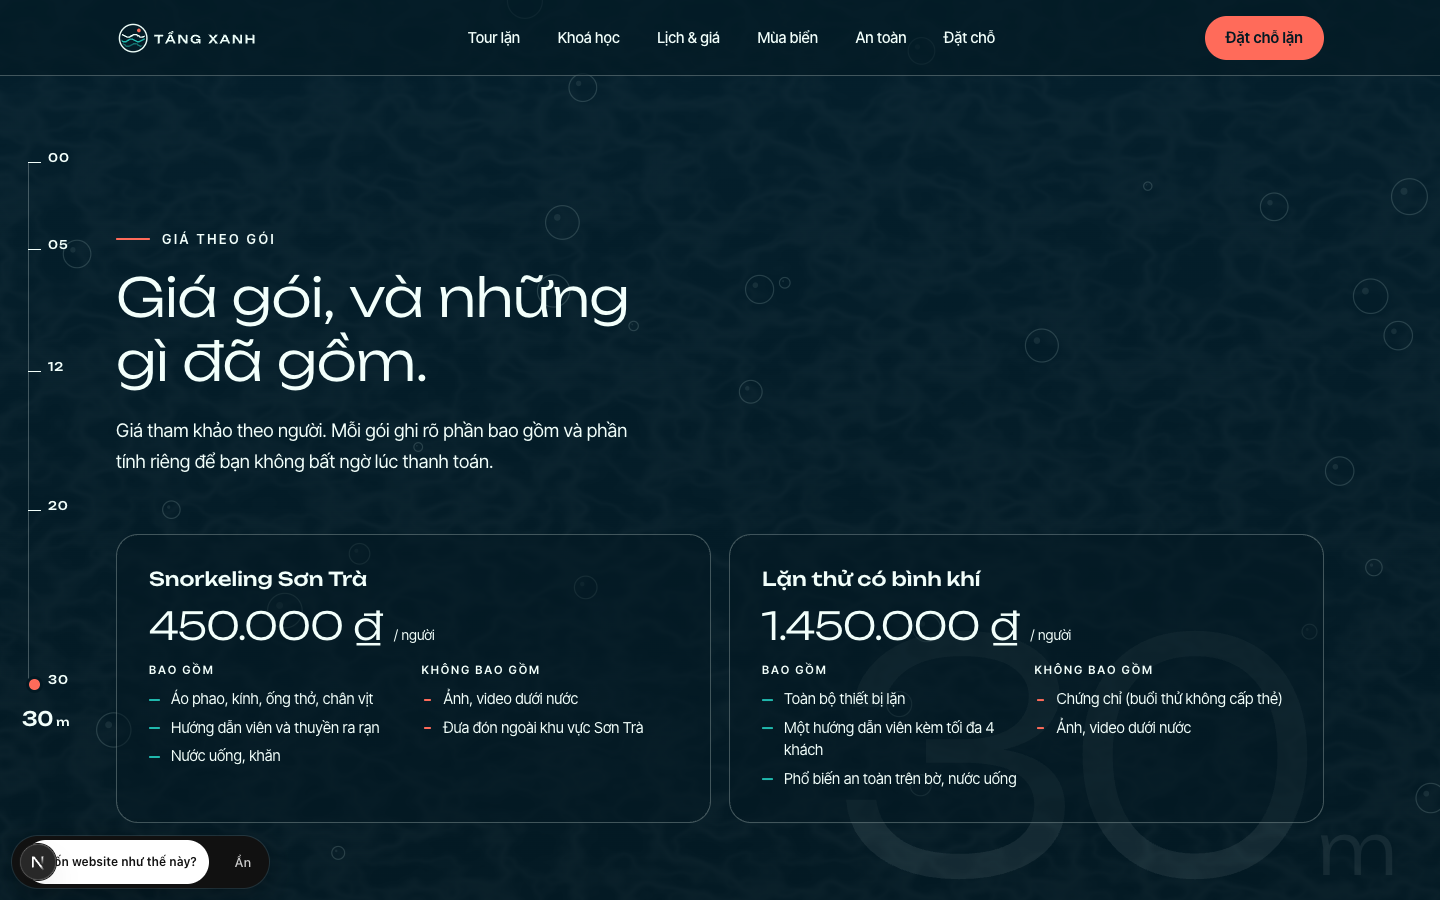 TẦNG XANH
Tour lặn
Khoá học
Lịch & giá
Mùa biển
An toàn
Đặt chỗ
Đặt chỗ lặn
00
05
12
20
30
30 m
GIÁ THEO GÓI
Giá gói, và những
gì đã gồm.
Giá tham khảo theo người. Mỗi gói ghi rõ phần bao gồm và phần
tính riêng để bạn không bất ngờ lúc thanh toán.
Snorkeling Sơn Trà
450.000 ₫ / người
BAO GỒM
Áo phao, kính, ống thở, chân vịt
Hướng dẫn viên và thuyền ra rạn
Nước uống, khăn
KHÔNG BAO GỒM
Ảnh, video dưới nước
Đưa đón ngoài khu vực Sơn Trà
Lặn thử có bình khí
1.450.000 ₫ / người
BAO GỒM
Toàn bộ thiết bị lặn
Một hướng dẫn viên kèm tối đa 4
khách
Phổ biến an toàn trên bờ, nước uống
KHÔNG BAO GỒM
Chứng chỉ (buổi thử không cấp thẻ)
Ảnh, video dưới nước
30 m
N
website như thế này?
Ẩn